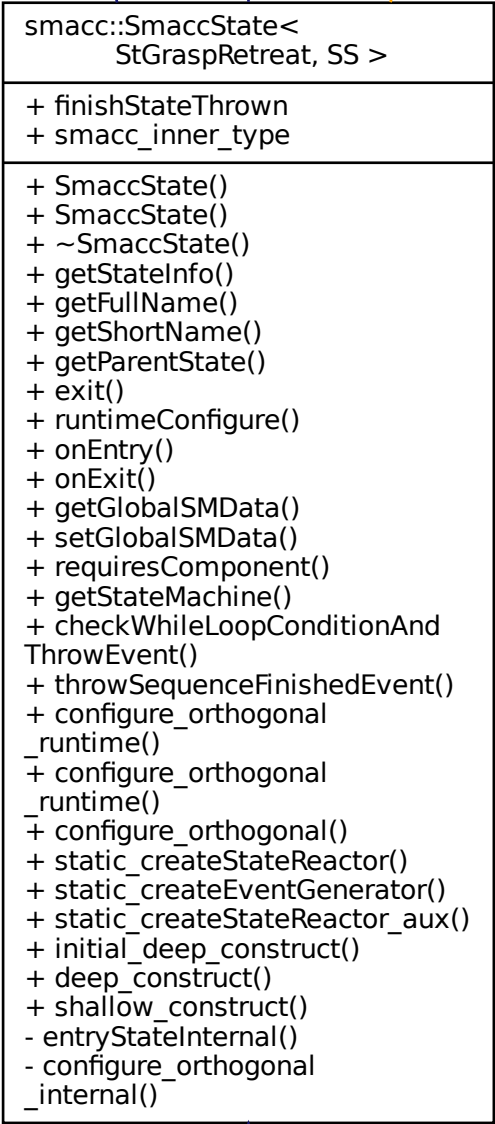 smacc::SmaccState<
StGraspRetreat, SS >
+ finishStateThrown
+ smacc_inner_type
+ SmaccState()
+ SmaccState()
+ ~SmaccState()
+ getStateInfo()
+ getFullName()
+ getShortName()
+ getParentState()
+ exit()
+ runtimeConfigure()
+ onEntry()
+ onExit()
+ getGlobalSMData()
+ setGlobalSMData()
+ requiresComponent()
+ getStateMachine()
+ checkWhileLoopConditionAnd
ThrowEvent()
+ throwSequenceFinishedEvent()
+ configure_orthogonal
_runtime()
+ configure_orthogonal
_runtime()
+ configure_orthogonal()
+ static_createStateReactor()
+ static_createEventGenerator()
+ static_createStateReactor_aux()
+ initial_deep_construct()
+ deep_construct()
+ shallow_construct()
- entryStateInternal()
- configure_orthogonal
_internal()